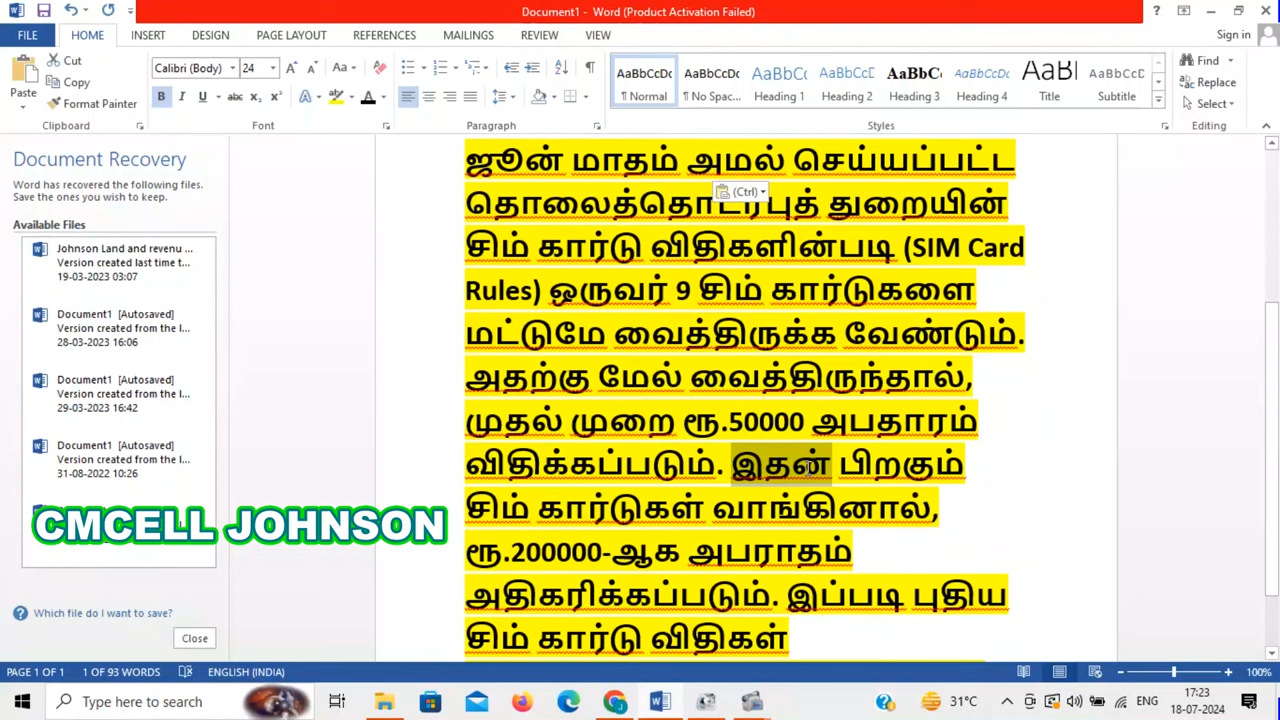 Document1 - Word (Product Activation Failed)
FILE HOME INSERT DESIGN PAGE LAYOUT REFERENCES MAILINGS REVIEW VIEW Sign in
Cut
Copy
Format Painter
Paste
Clipboard
Calibri (Body) 24
Font
Paragraph
AaBbCcDc AaBbCcDc AaBbC AaBbCcD AaBbC AaBbCcD AaBl AaBbCcD
¶ Normal ¶ No Spac... Heading 1 Heading 2 Heading 3 Heading 4 Title Subtitle
Styles
Find
Replace
Select
Editing
Document Recovery
Word has recovered the following files.
Save the ones you wish to keep.
Available Files
Johnson Land and revenu ...
Version created last time t...
19-03-2023 03:07
Document1 [Autosaved]
Version created from the l...
28-03-2023 16:06
Document1 [Autosaved]
Version created from the l...
29-03-2023 16:42
Document1 [Autosaved]
Version created from the l...
31-08-2022 10:26
CMCELL JOHNSON
Which file do I want to save?
Close
ஜூன் மாதம் அமல் செய்யப்பட்ட
(Ctrl)
தொலைத்தொடர்புத் துறையின்
சிம் கார்டு விதிகளின்படி (SIM Card
Rules) ஒருவர் 9 சிம் கார்டுகளை
மட்டுமே வைத்திருக்க வேண்டும்.
அதற்கு மேல் வைத்திருந்தால்,
முதல் முறை ரூ.50000 அபதாரம்
விதிக்கப்படும். இதன் பிறகும்
சிம் கார்டுகள் வாங்கினால்,
ரூ.200000-ஆக அபராதம்
அதிகரிக்கப்படும். இப்படி புதிய
சிம் கார்டு விதிகள்
PAGE 1 OF 1 1 OF 93 WORDS ENGLISH (INDIA) 100%
Type here to search
31°C ENG 17:23
18-07-2024